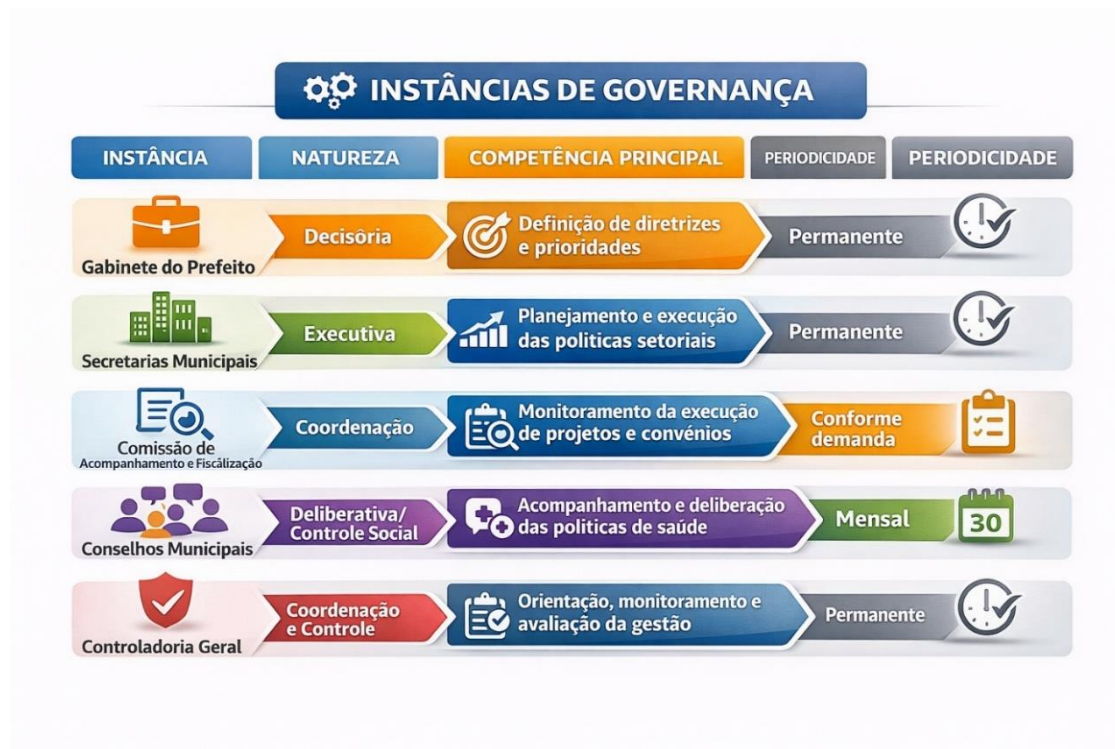 INSTÂNCIAS DE GOVERNANÇA
INSTÂNCIA
NATUREZA
COMPETÊNCIA PRINCIPAL
PERIODICIDADE
PERIODICIDADE
Gabinete do Prefeito
Decisôria
Definição de diretrizes
e prioridades
Permanente
Secretarias Municipais
Executiva
Planejamento e execução
das politicas setoriais
Permanente
Comissão de
Acompanhamento e Fiscãlização
Coordenação
Monitoramento da execução
de projetos e convénios
Conforme
demanda
Conselhos Municipais
Deliberativa/
Controle Social
Acompanhamento e deliberação
das politicas de saúde
Mensal
30
Controladoria Geral
Coordenação
e Controle
Orientação, monitoramento e
avaliação da gestão
Permanente